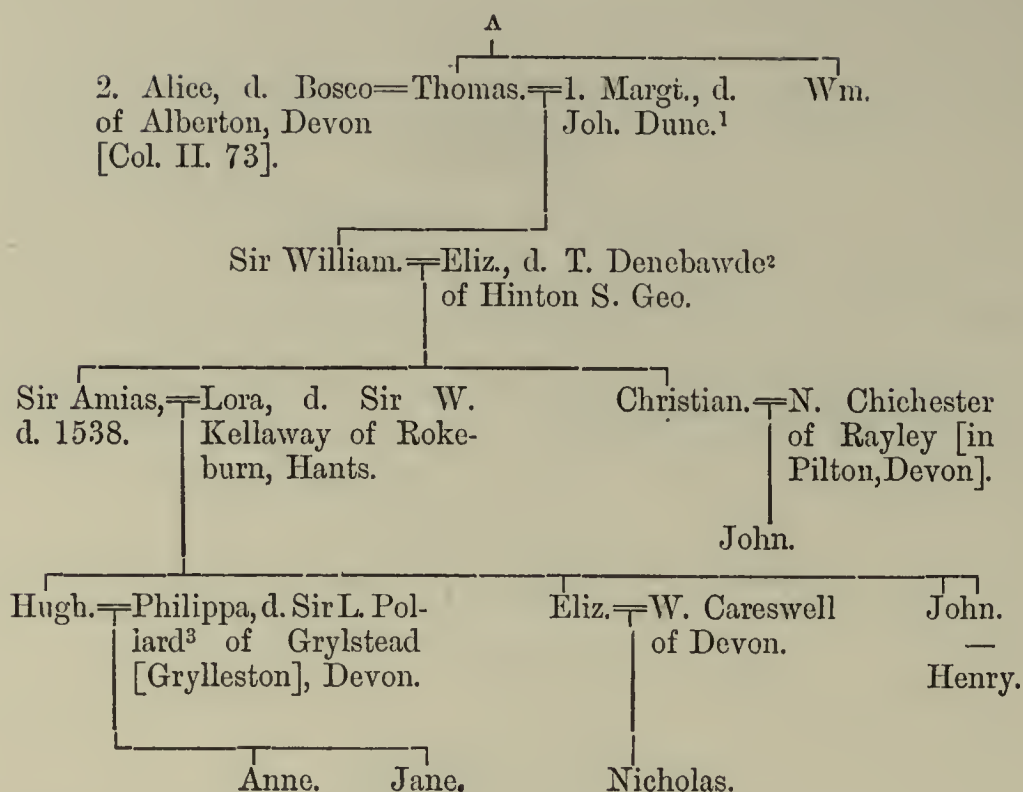 A
2. Alice, d. Bosco=Thomas.=1. Margt., d. Wm.
of Alberton, Devon Joh. Dune.¹
[Col. II. 73].
Sir William.=Eliz., d. T. Denebawde²
of Hinton S. Geo.
Sir Amias,=Lora, d. Sir W. Christian.=N. Chichester
d. 1538. Kellaway of Roke- of Rayley [in
burn, Hants. Pilton, Devon].
John.
Hugh.=Philippa, d. Sir L. Pol- Eliz.=W. Careswell John.
lard³ of Grylstead of Devon. —
[Grylleston], Devon. Henry.
Anne. Jane. Nicholas.